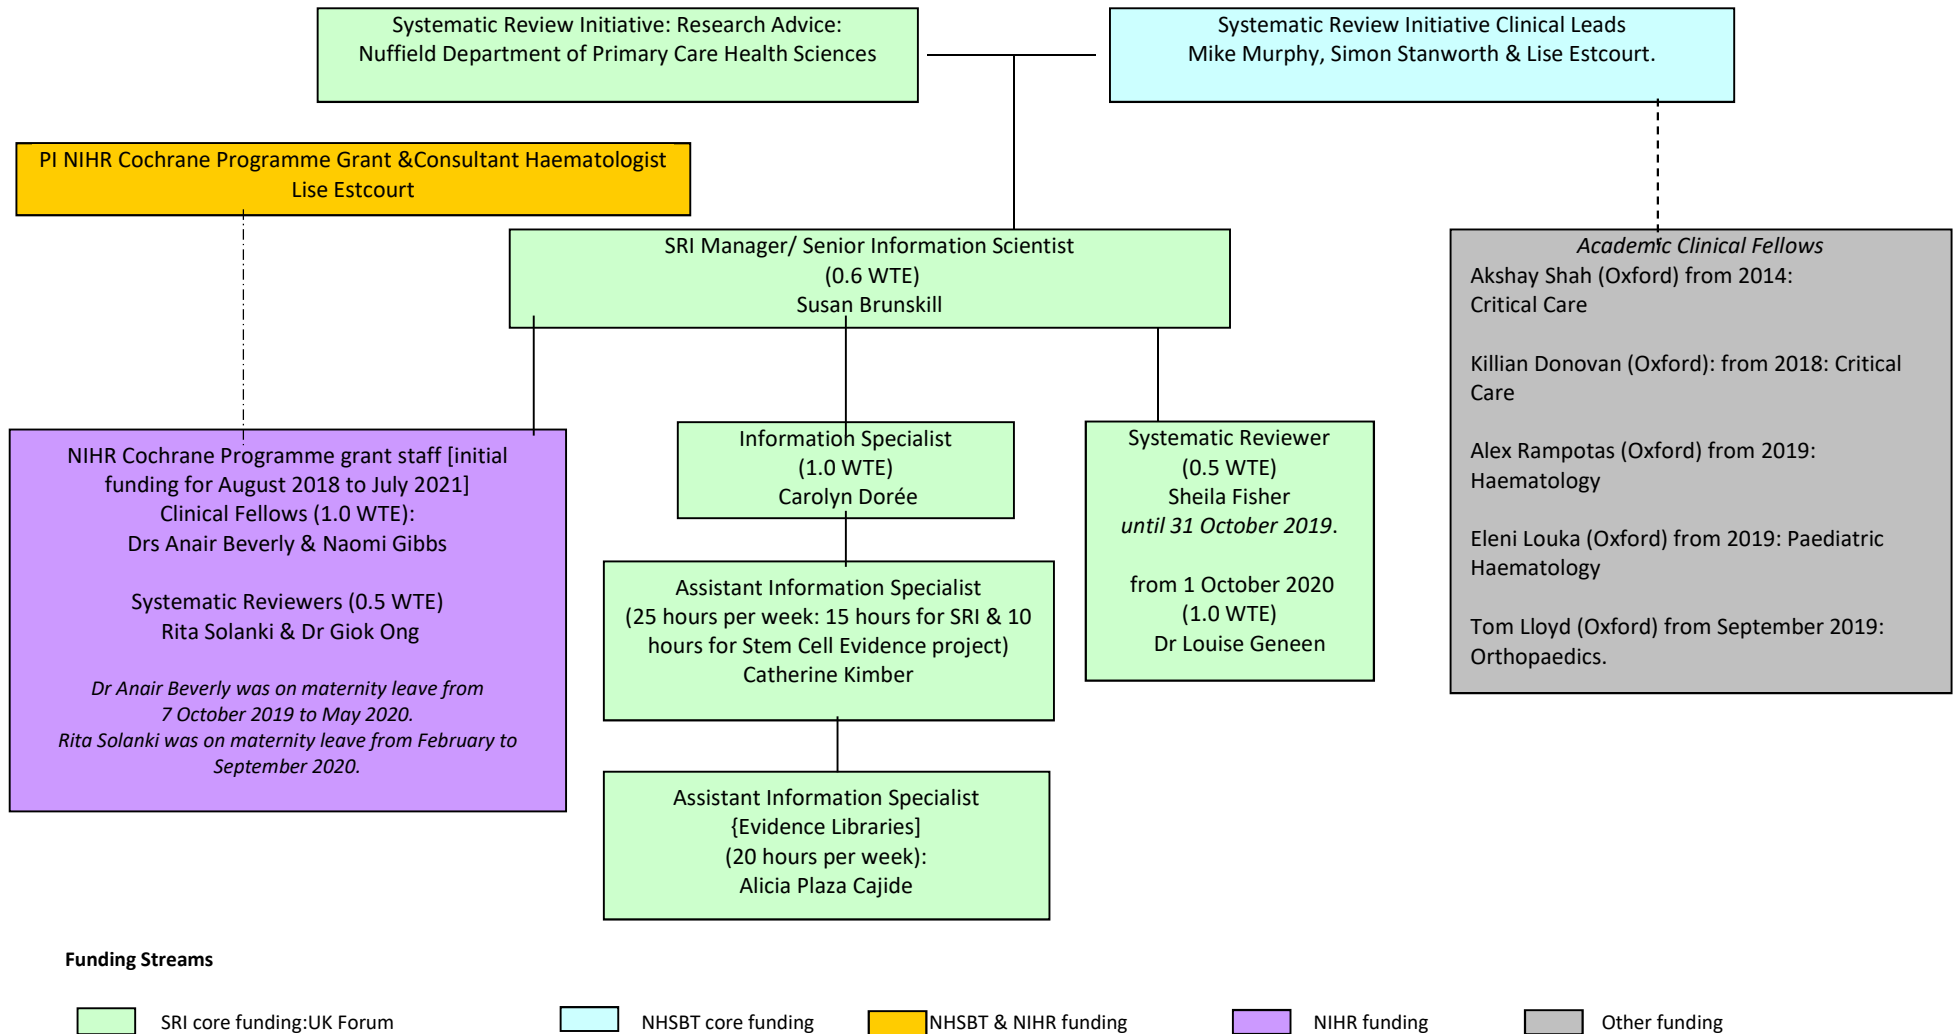 Systematic Review Initiative: Research Advice:
Nuffield Department of Primary Care Health Sciences
Systematic Review Initiative Clinical Leads
Mike Murphy, Simon Stanworth & Lise Estcourt.
PI NIHR Cochrane Programme Grant &Consultant Haematologist
Lise Estcourt
SRI Manager/ Senior Information Scientist
(0.6 WTE)
Susan Brunskill
Academic Clinical Fellows
Akshay Shah (Oxford) from 2014:
Critical Care
Killian Donovan (Oxford): from 2018: Critical
Care
Alex Rampotas (Oxford) from 2019:
Haematology
Eleni Louka (Oxford) from 2019: Paediatric
Haematology
Tom Lloyd (Oxford) from September 2019:
Orthopaedics.
NIHR Cochrane Programme grant staff [initial
funding for August 2018 to July 2021]
Clinical Fellows (1.0 WTE):
Drs Anair Beverly & Naomi Gibbs
Systematic Reviewers (0.5 WTE)
Rita Solanki & Dr Giok Ong
Dr Anair Beverly was on maternity leave from
7 October 2019 to May 2020.
Rita Solanki was on maternity leave from February to
September 2020.
Information Specialist
(1.0 WTE)
Carolyn Dorée
Systematic Reviewer
(0.5 WTE)
Sheila Fisher
until 31 October 2019.
from 1 October 2020
(1.0 WTE)
Dr Louise Geneen
Assistant Information Specialist
(25 hours per week: 15 hours for SRI & 10
hours for Stem Cell Evidence project)
Catherine Kimber
Assistant Information Specialist
{Evidence Libraries]
(20 hours per week):
Alicia Plaza Cajide
Funding Streams
SRI core funding:UK Forum
NHSBT core funding
NHSBT & NIHR funding
NIHR funding
Other funding